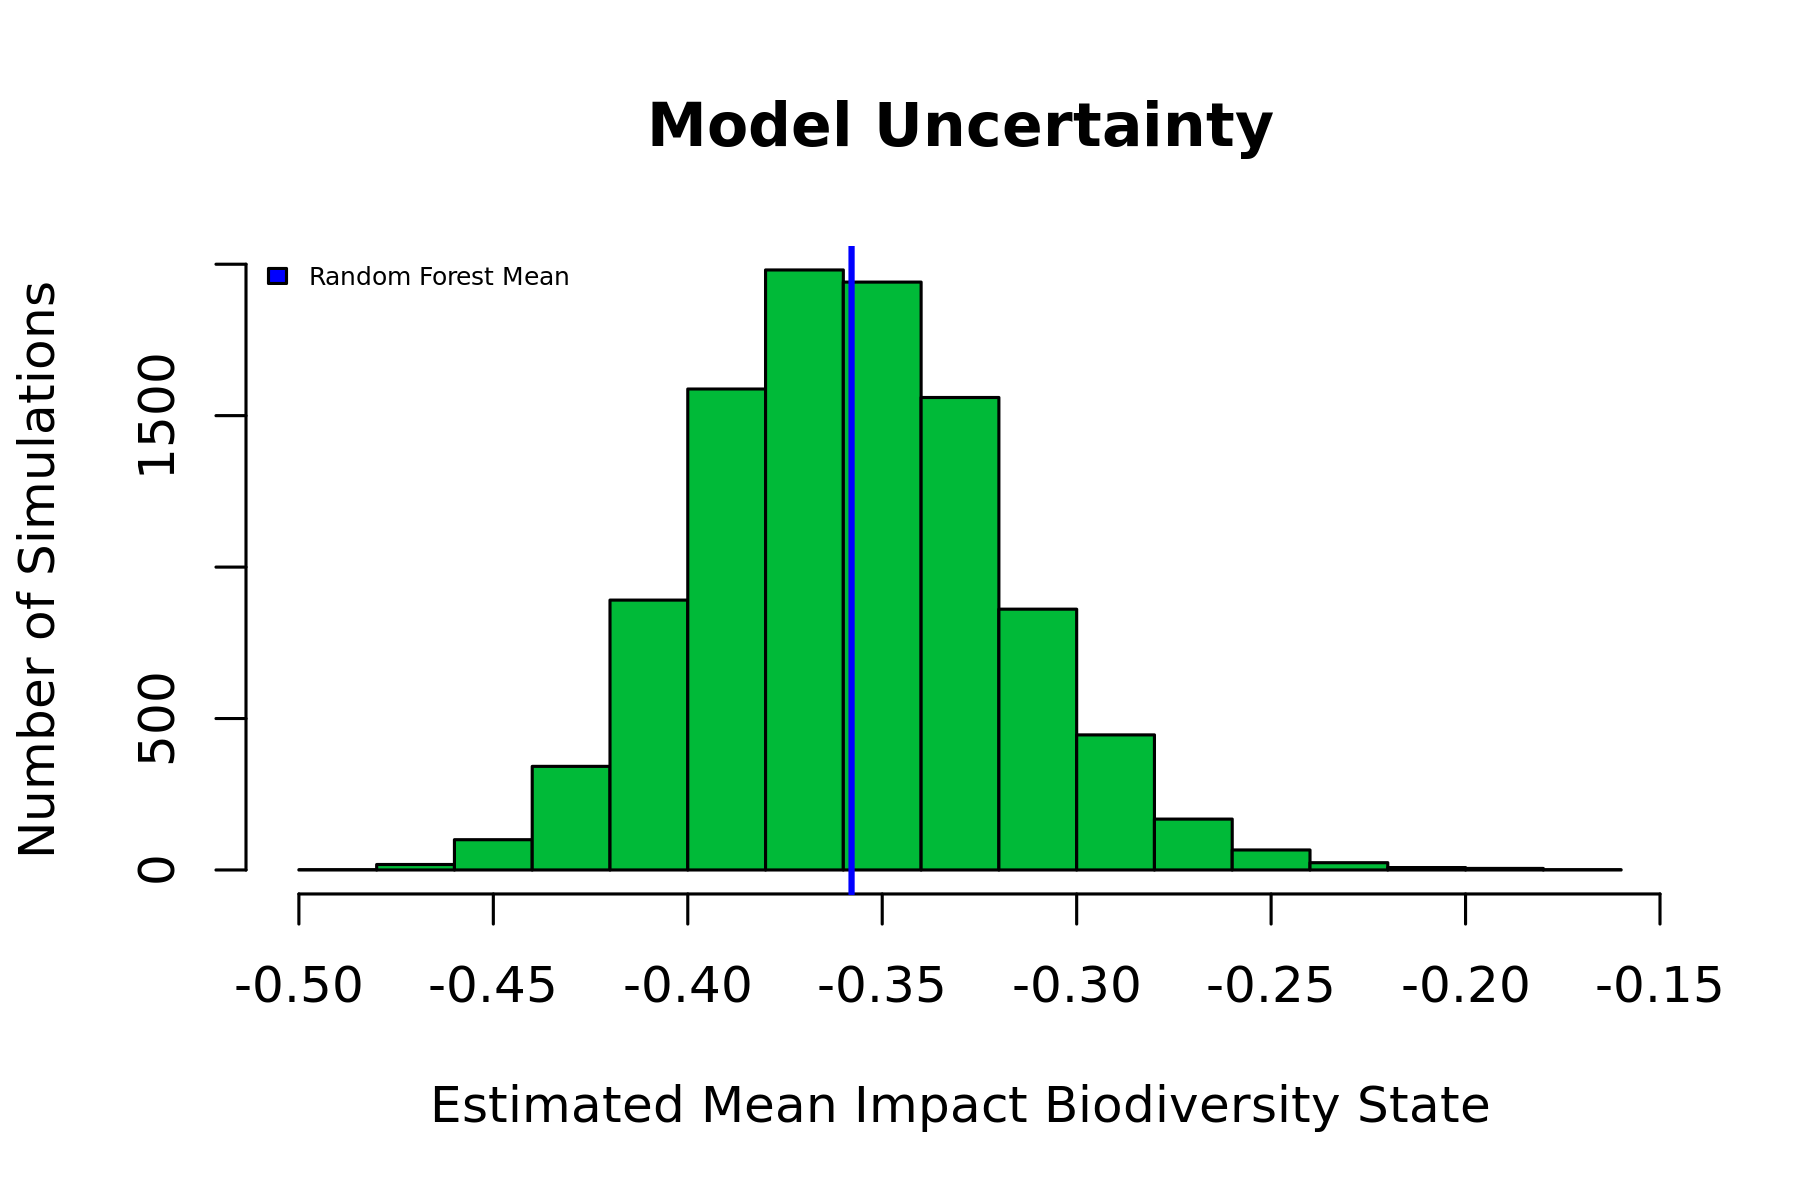 Model Uncertainty
Random Forest Mean
Number of Simulations
1500
500
0
-0.50 -0.45 -0.40 -0.35 -0.30 -0.25 -0.20 -0.15
Estimated Mean Impact Biodiversity State